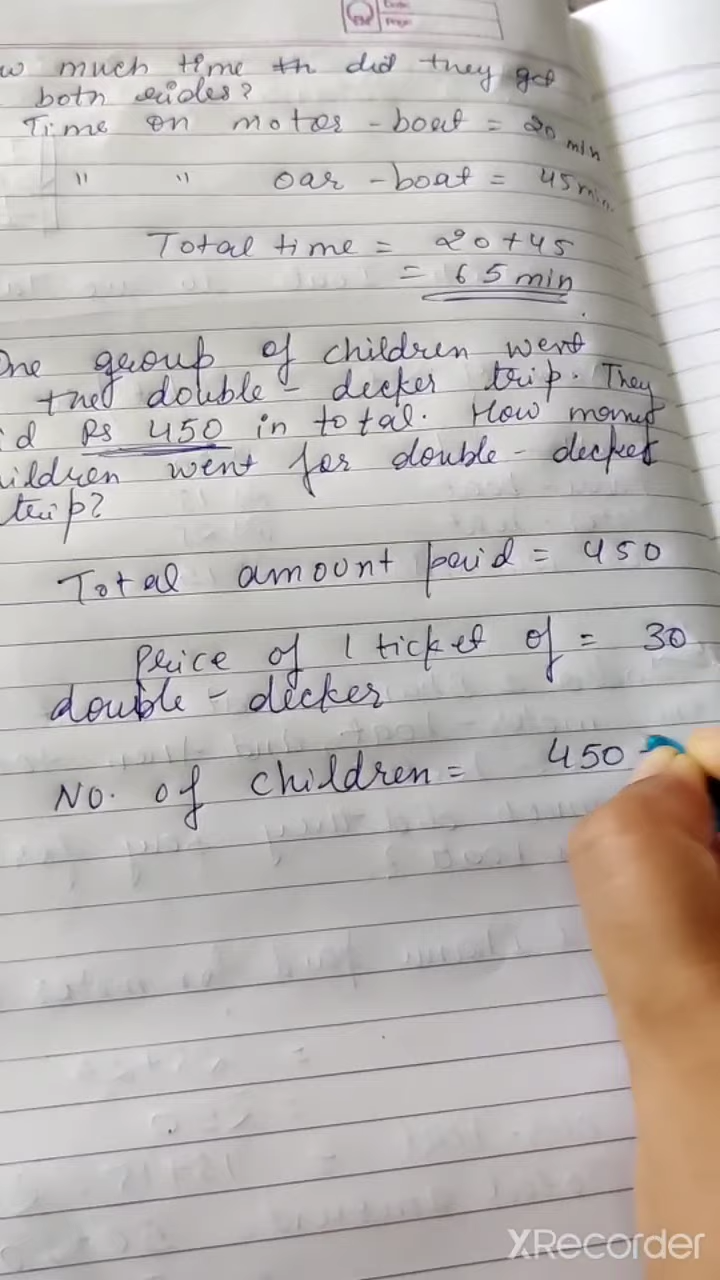 much time did they get
both rides?
Time on motor-boat = 20 min
" " oar-boat = 45 min.
Total time = 20+45
= 65 min
One group of children went
double-decker trip. They
Rs 450 in total. How many
children went for double-decker
trip?
Total amount paid = 450
Price of 1 ticket of = 30
double-decker
No. of children = 450
XRecorder